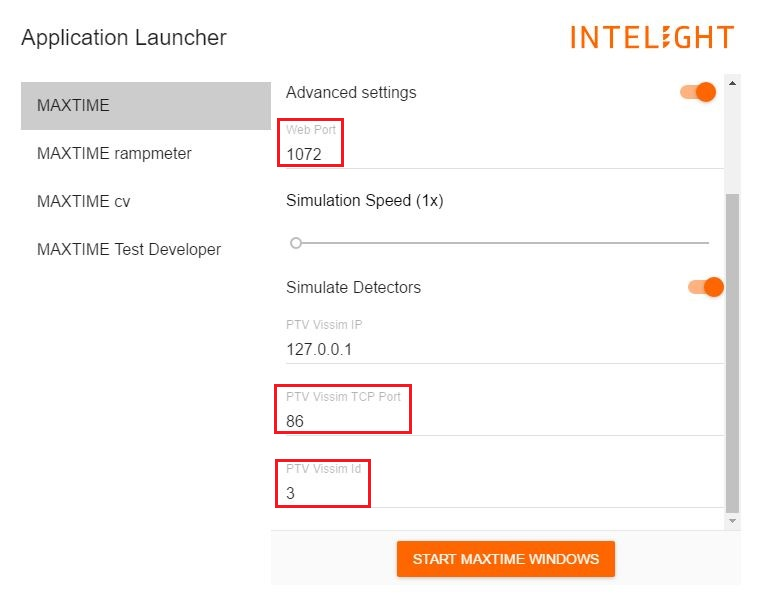 Application Launcher
INTELIGHT
MAXTIME
MAXTIME rampmeter
MAXTIME cv
MAXTIME Test Developer
Advanced settings
Web Port
1072
Simulation Speed (1x)
Simulate Detectors
PTV Vissim IP
127.0.0.1
PTV Vissim TCP Port
86
PTV Vissim Id
3
START MAXTIME WINDOWS